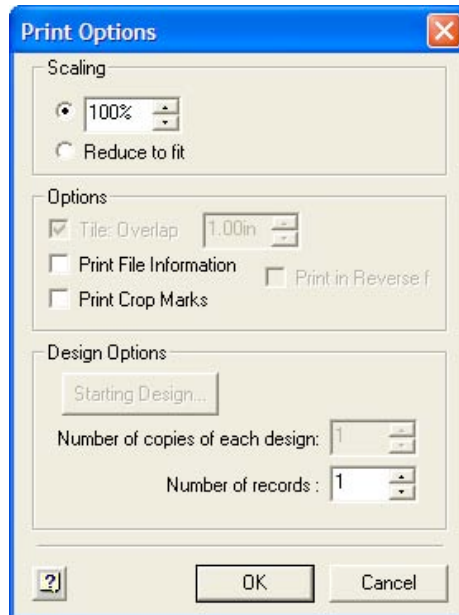 Print Options
Scaling
100%
Reduce to fit
Options
Tile: Overlap 1.00in
Print File Information
Print in Reverse f
Print Crop Marks
Design Options
Starting Design...
Number of copies of each design: 1
Number of records : 1
? OK Cancel